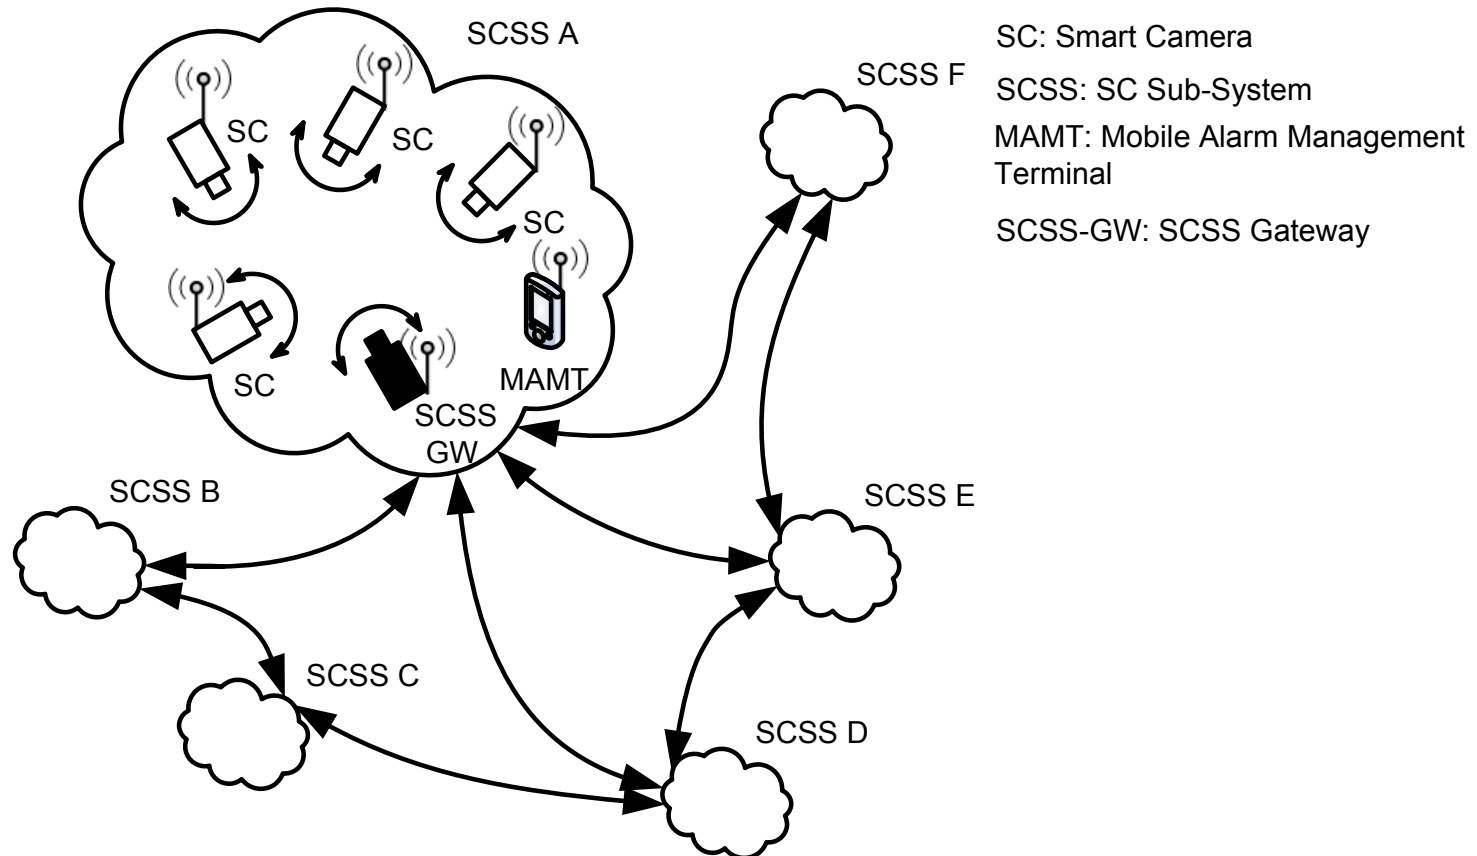 SCSS A
SC: Smart Camera
SCSS F
SCSS: SC Sub-System
SC
SC
MAMT: Mobile Alarm Management
Terminal
SC
SCSS-GW: SCSS Gateway
SC
MAMT
SCSS
GW
SCSS B
SCSS E
SCSS C
SCSS D